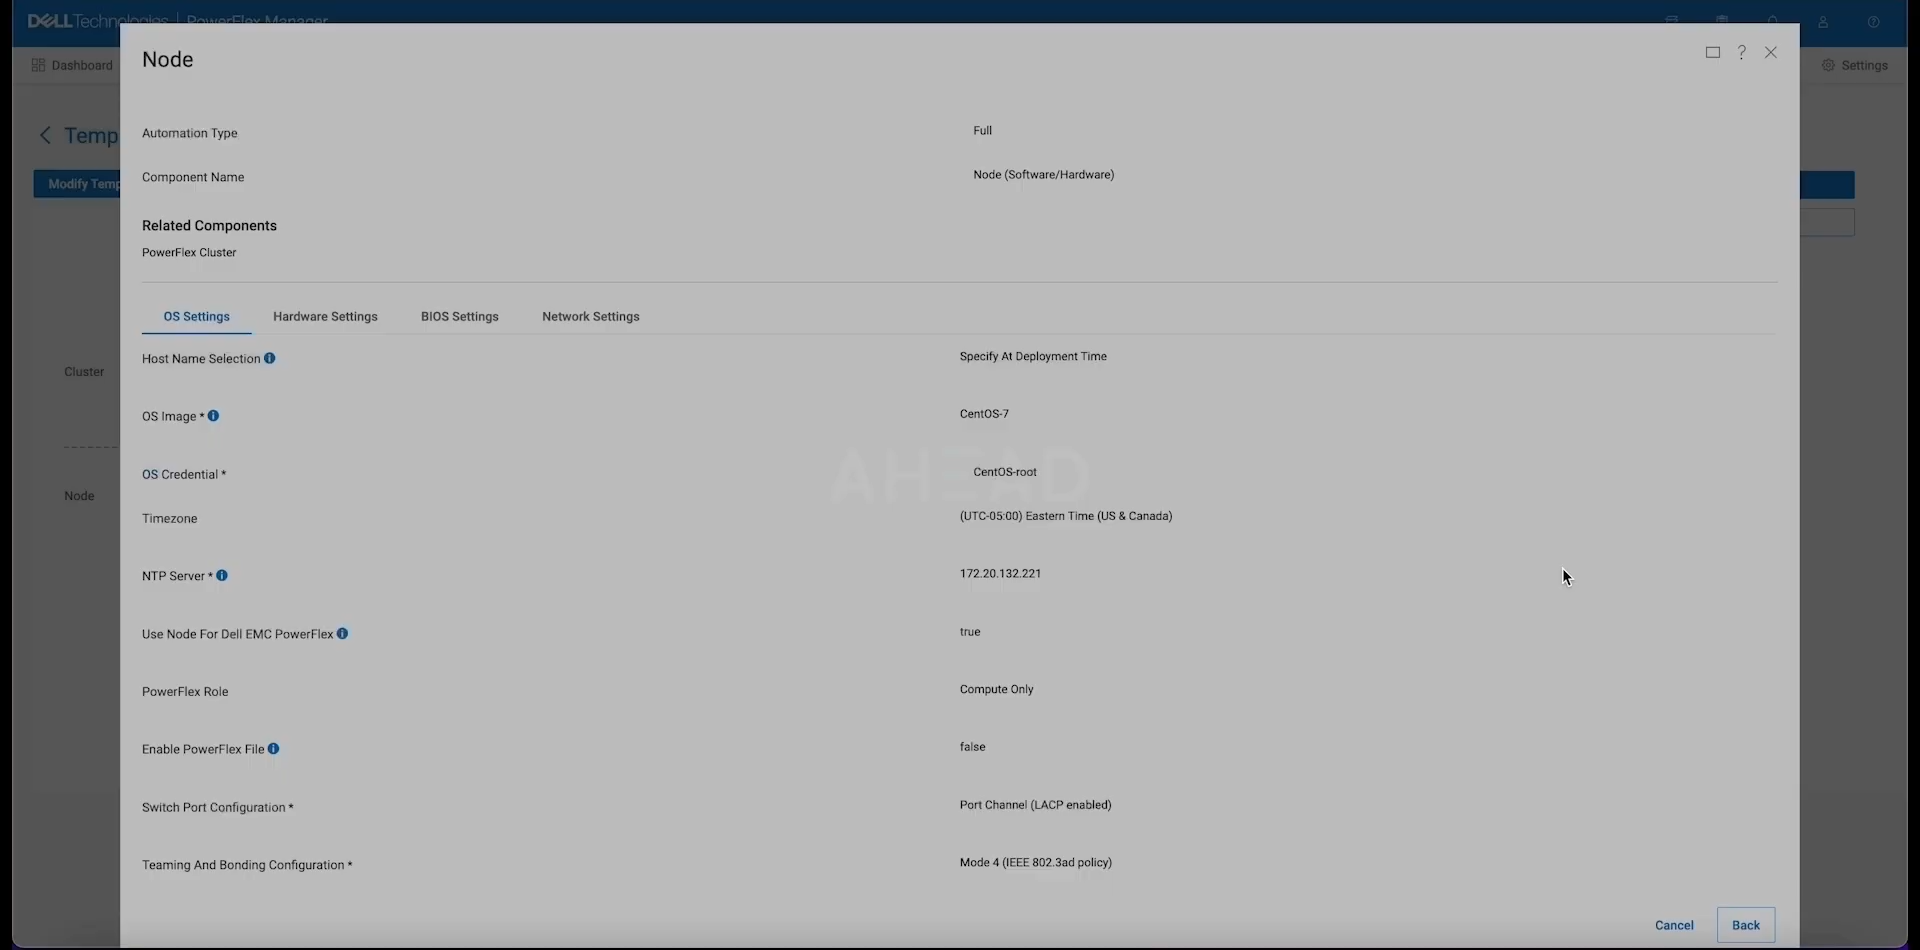 DELLTechnologies | PowerFlex Manager
Node
Dashboard
Settings
Automation Type
Full
Temp
Component Name
Node (Software/Hardware)
Modify Temp
Related Components
PowerFlex Cluster
OS Settings
Hardware Settings
BIOS Settings
Network Settings
Host Name Selection
Specify At Deployment Time
Cluster
OS Image *
CentOS-7
OS Credential *
CentOS-root
AHEAD
Node
Timezone
(UTC-05:00) Eastern Time (US & Canada)
NTP Server *
172.20.132.221
Use Node For Dell EMC PowerFlex
true
PowerFlex Role
Compute Only
Enable PowerFlex File
false
Switch Port Configuration *
Port Channel (LACP enabled)
Teaming And Bonding Configuration *
Mode 4 (IEEE 802.3ad policy)
Cancel
Back